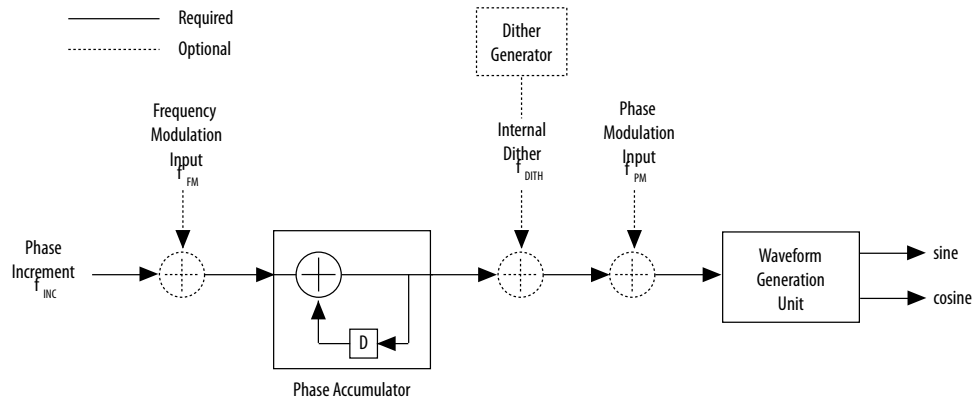 Required
Optional
Dither
Generator
Frequency
Modulation
Input
f FM
Internal
Dither
f DITH
Phase
Modulation
Input
f PM
Phase
Increment
f INC
D
Phase Accumulator
Waveform
Generation
Unit
sine
cosine